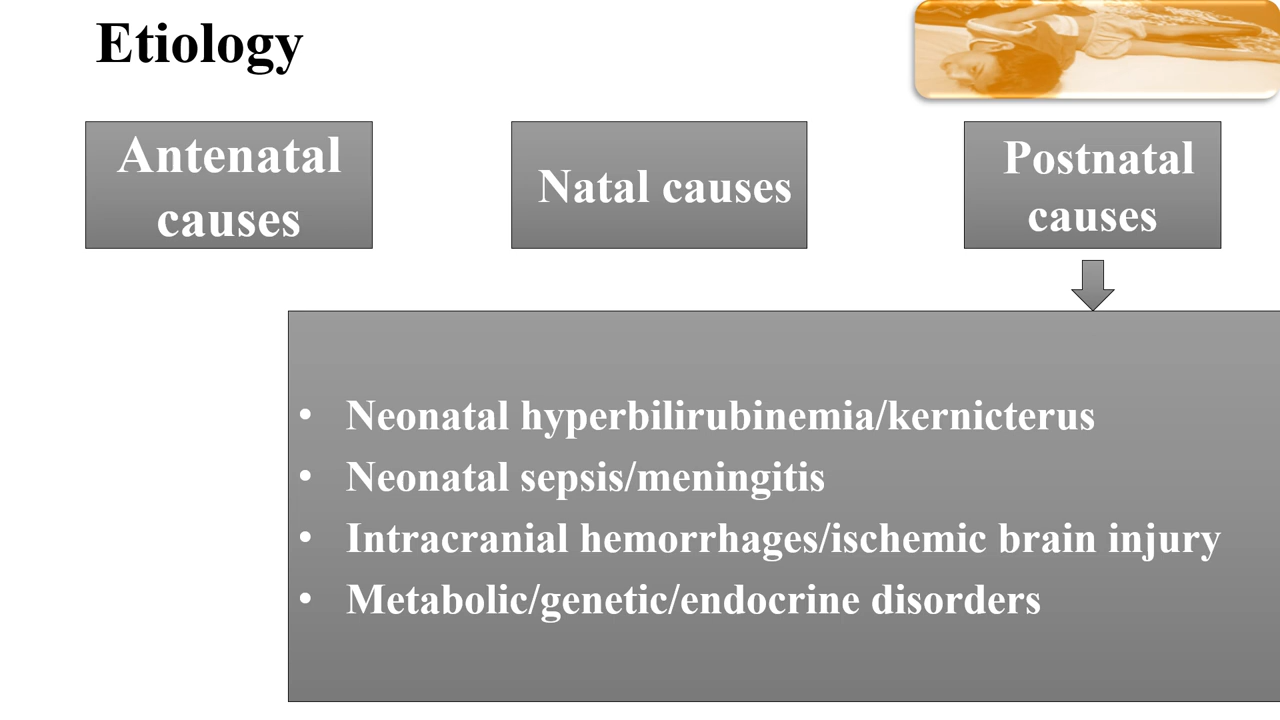 Etiology
Antenatal
causes
Natal causes
Postnatal
causes
• Neonatal hyperbilirubinemia/kernicterus
• Neonatal sepsis/meningitis
• Intracranial hemorrhages/ischemic brain injury
• Metabolic/genetic/endocrine disorders